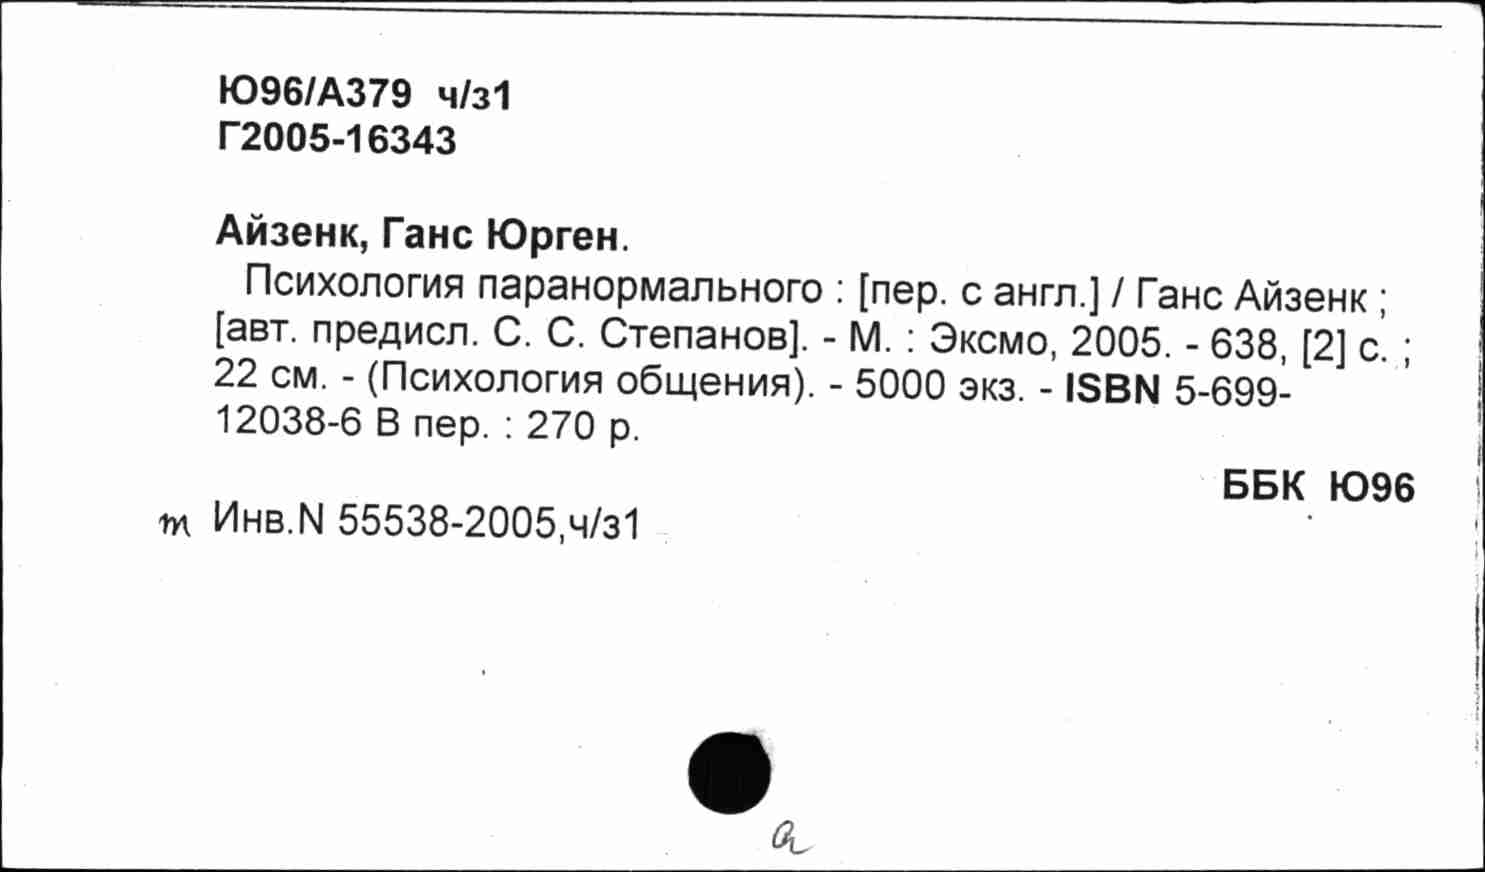 Ю96/А379 ч/з1
Г2005-16343
Айзенк, Ганс Юрген.
Психология паранормального : [пер. с англ.] / Ганс Айзенк ;
[авт. предисл. С. С. Степанов]. - М. : Эксмо, 2005. - 638, [2] с. ;
22 см. - (Психология общения). - 5000 экз. - ISBN 5-699-
12038-6 В пер. : 270 р.
ББК Ю96
т Инв.N 55538-2005,ч/з1